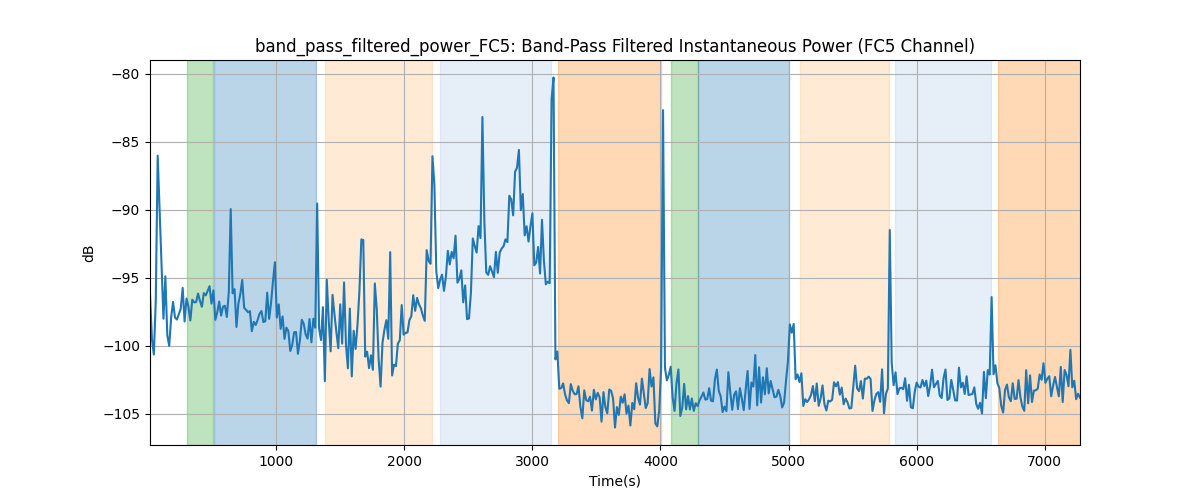 band_pass_filtered_power_FC5: Band-Pass Filtered Instantaneous Power (FC5 Channel)
−80
−85
−90
−95
−100
−105
dB
1000 2000 3000 4000 5000 6000 7000
Time(s)